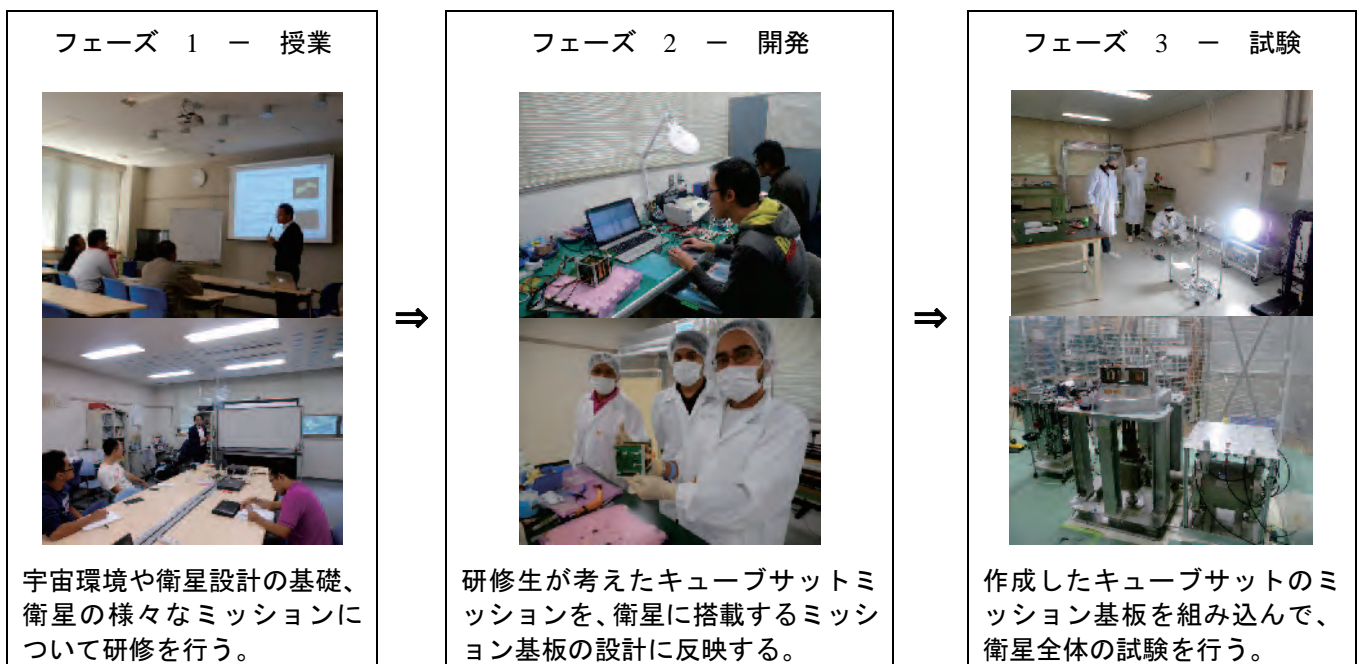 フェーズ 1 － 授業
宇宙環境や衛星設計の基礎、
衛星の様々なミッションに
ついて研修を行う。
⇒
フェーズ 2 － 開発
研修生が考えたキューブサットミ
ッションを、衛星に搭載するミッシ
ョン基板の設計に反映する。
⇒
フェーズ 3 － 試験
作成したキューブサットのミ
ッション基板を組み込んで、
衛星全体の試験を行う。